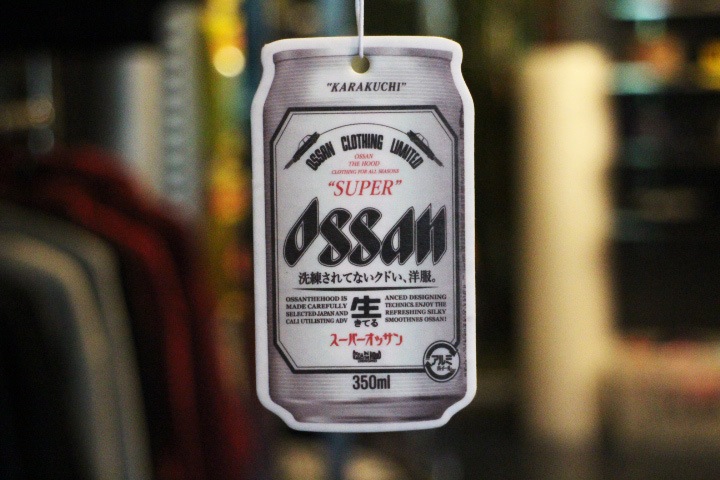 "KARAKUCHI"
OSSAN CLOTHING LIMITED
OSSAN
THE HOOD
CLOTHING FOR ALL SEASONS
"SUPER"
OSSAN
洗練されてないクドい、洋服。
OSSANTHEHOOD IS
MADE CAREFULLY
SELECTED JAPAN AND
CALI UTILISTING ADV
生
きてる
ANCED DESIGNING
TECHNICS.ENJOY THE
REFRESHING SILKY
SMOOTHNES OSSAN!
スーパーオッサン
アルミ
350ml